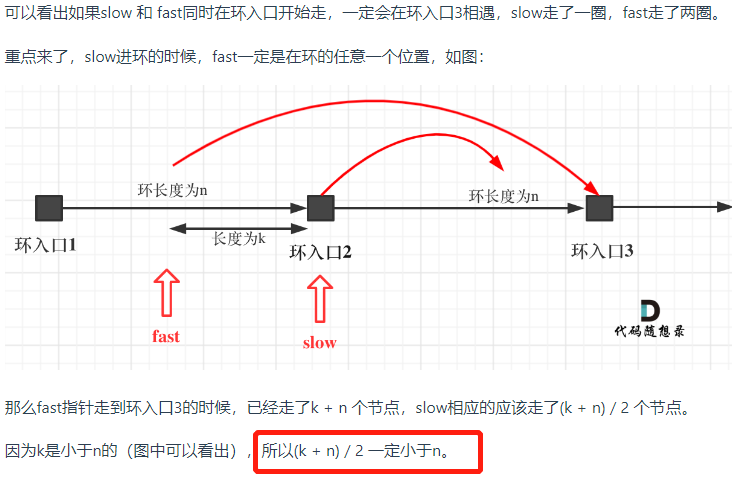 可以看出如果slow 和 fast同时在环入口开始走，一定会在环入口3相遇，slow走了一圈，fast走了两圈。
重点来了，slow进环的时候，fast一定是在环的任意一个位置，如图：
环长度为n
环长度为n
长度为k
环入口1
环入口2
环入口3
fast
slow
代码随想录
那么fast指针走到环入口3的时候，已经走了k + n 个节点，slow相应的应该走了(k + n) / 2 个节点。
因为k是小于n的（图中可以看出），所以(k + n) / 2 一定小于n。